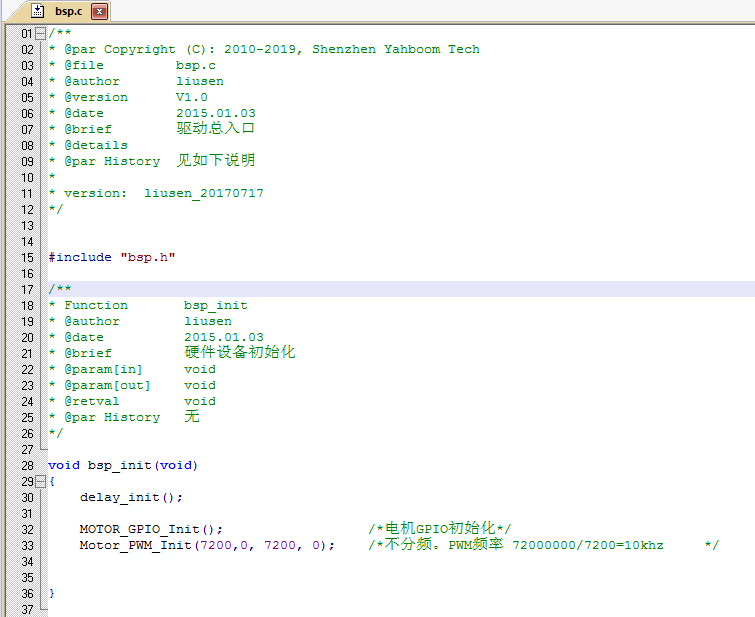 bsp.c
01 /**
02 * @par Copyright (C): 2010-2019, Shenzhen Yahboom Tech
03 * @file         bsp.c
04 * @author       liusen
05 * @version      V1.0
06 * @date         2015.01.03
07 * @brief        驱动总入口
08 * @details
09 * @par History  见如下说明
10 *
11 * version:  liusen_20170717
12 */
13
14
15 #include "bsp.h"
16
17 /**
18 * Function       bsp_init
19 * @author        liusen
20 * @date          2015.01.03
21 * @brief         硬件设备初始化
22 * @param[in]     void
23 * @param[out]    void
24 * @retval        void
25 * @par History   无
26 */
27
28 void bsp_init(void)
29 {
30     delay_init();
31
32     MOTOR_GPIO_Init();                  /*电机GPIO初始化*/
33     Motor_PWM_Init(7200,0, 7200, 0);    /*不分频。PWM频率 72000000/7200=10khz     */
34
35
36 }
37